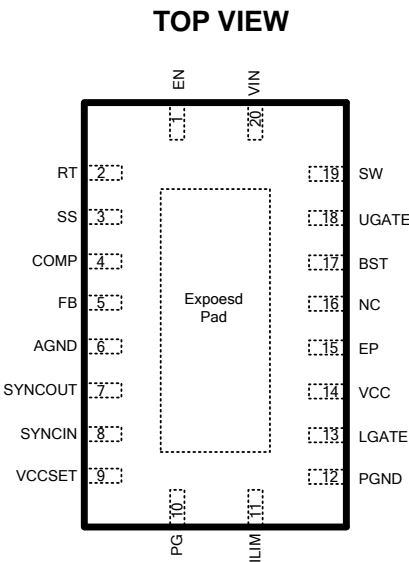 TOP VIEW
EN
VIN
1
20
RT 2
19 SW
SS 3
18 UGATE
COMP 4
17 BST
FB 5
16 NC
Expoesd
Pad
AGND 6
15 EP
SYNCOUT 7
14 VCC
SYNCIN 8
13 LGATE
VCCSET 9
12 PGND
10
11
PG
ILIM